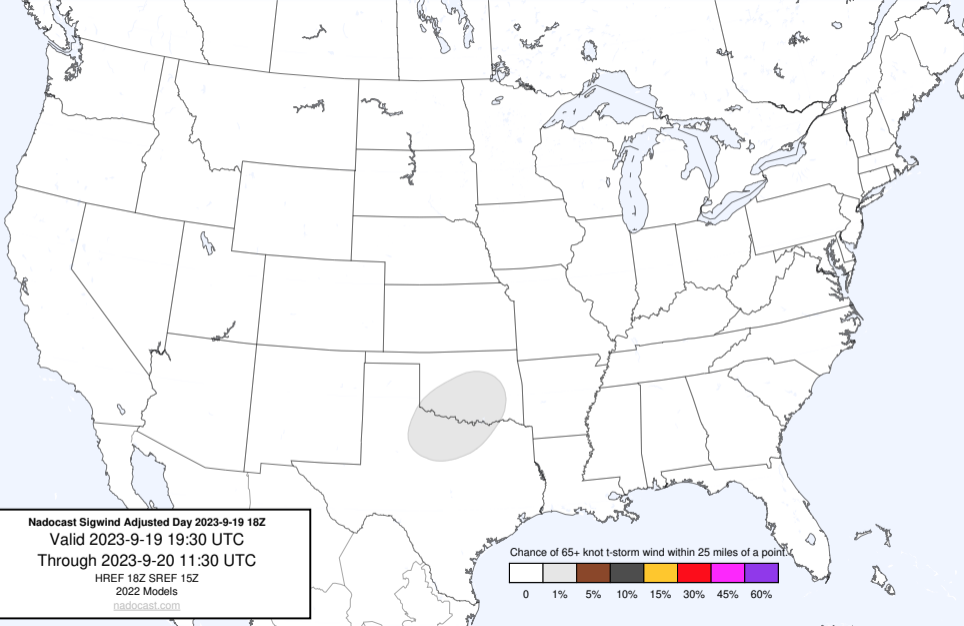 Nadocast Sigwind Adjusted Day 2023-9-19 18Z
Valid 2023-9-19 19:30 UTC
Through 2023-9-20 11:30 UTC
HREF 18Z SREF 15Z
2022 Models
nadocast.com
Chance of 65+ knot t-storm wind within 25 miles of a point.
0 1% 5% 10% 15% 30% 45% 60%